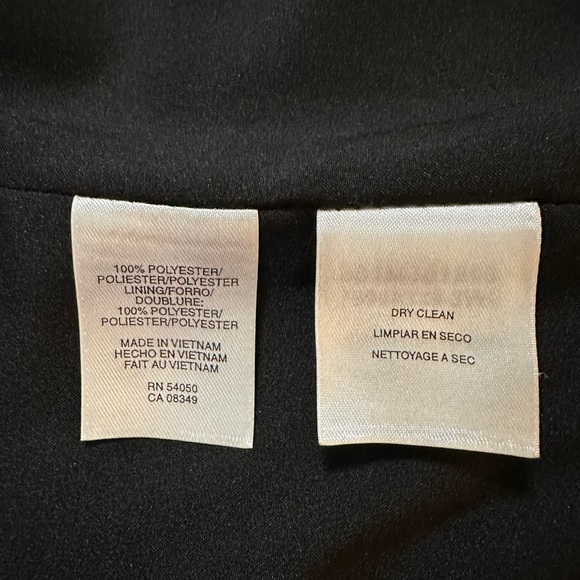 100% POLYESTER/
POLIESTER/POLYESTER
LINING/FORRO/
DOUBLURE:
100% POLYESTER/
POLIESTER/POLYESTER
MADE IN VIETNAM
HECHO EN VIETNAM
FAIT AU VIETNAM
RN 54050
CA 08349
DRY CLEAN
LIMPIAR EN SECO
NETTOYAGE A SEC